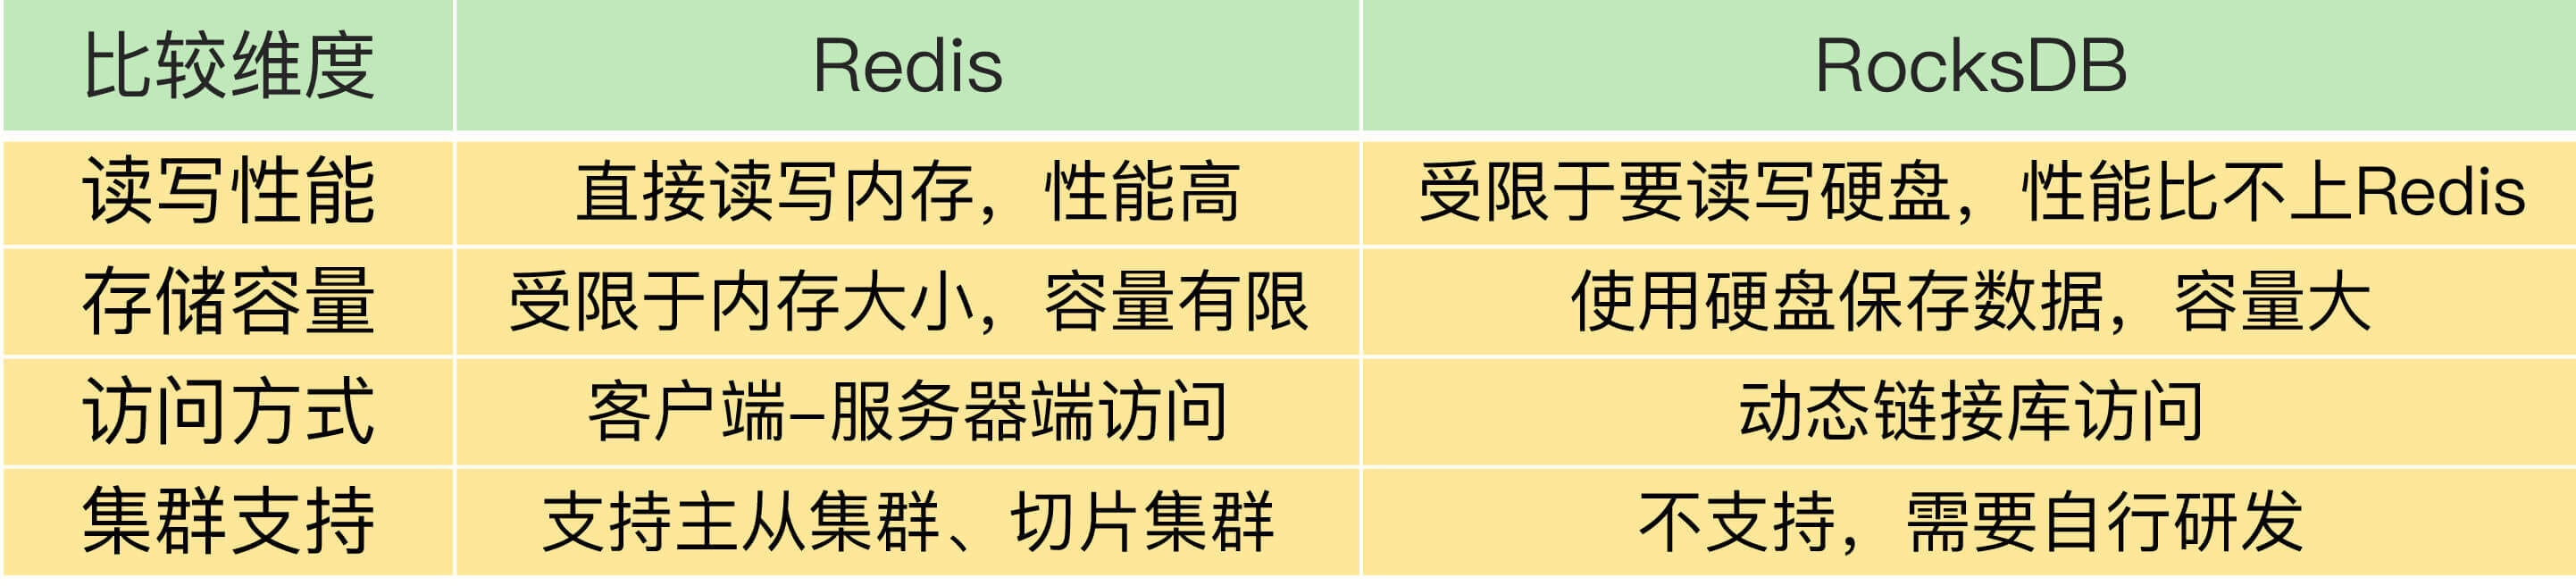 比较维度 Redis RocksDB
读写性能 直接读写内存，性能高 受限于要读写硬盘，性能比不上Redis
存储容量 受限于内存大小，容量有限 使用硬盘保存数据，容量大
访问方式 客户端–服务器端访问 动态链接库访问
集群支持 支持主从集群、切片集群 不支持，需要自行研发